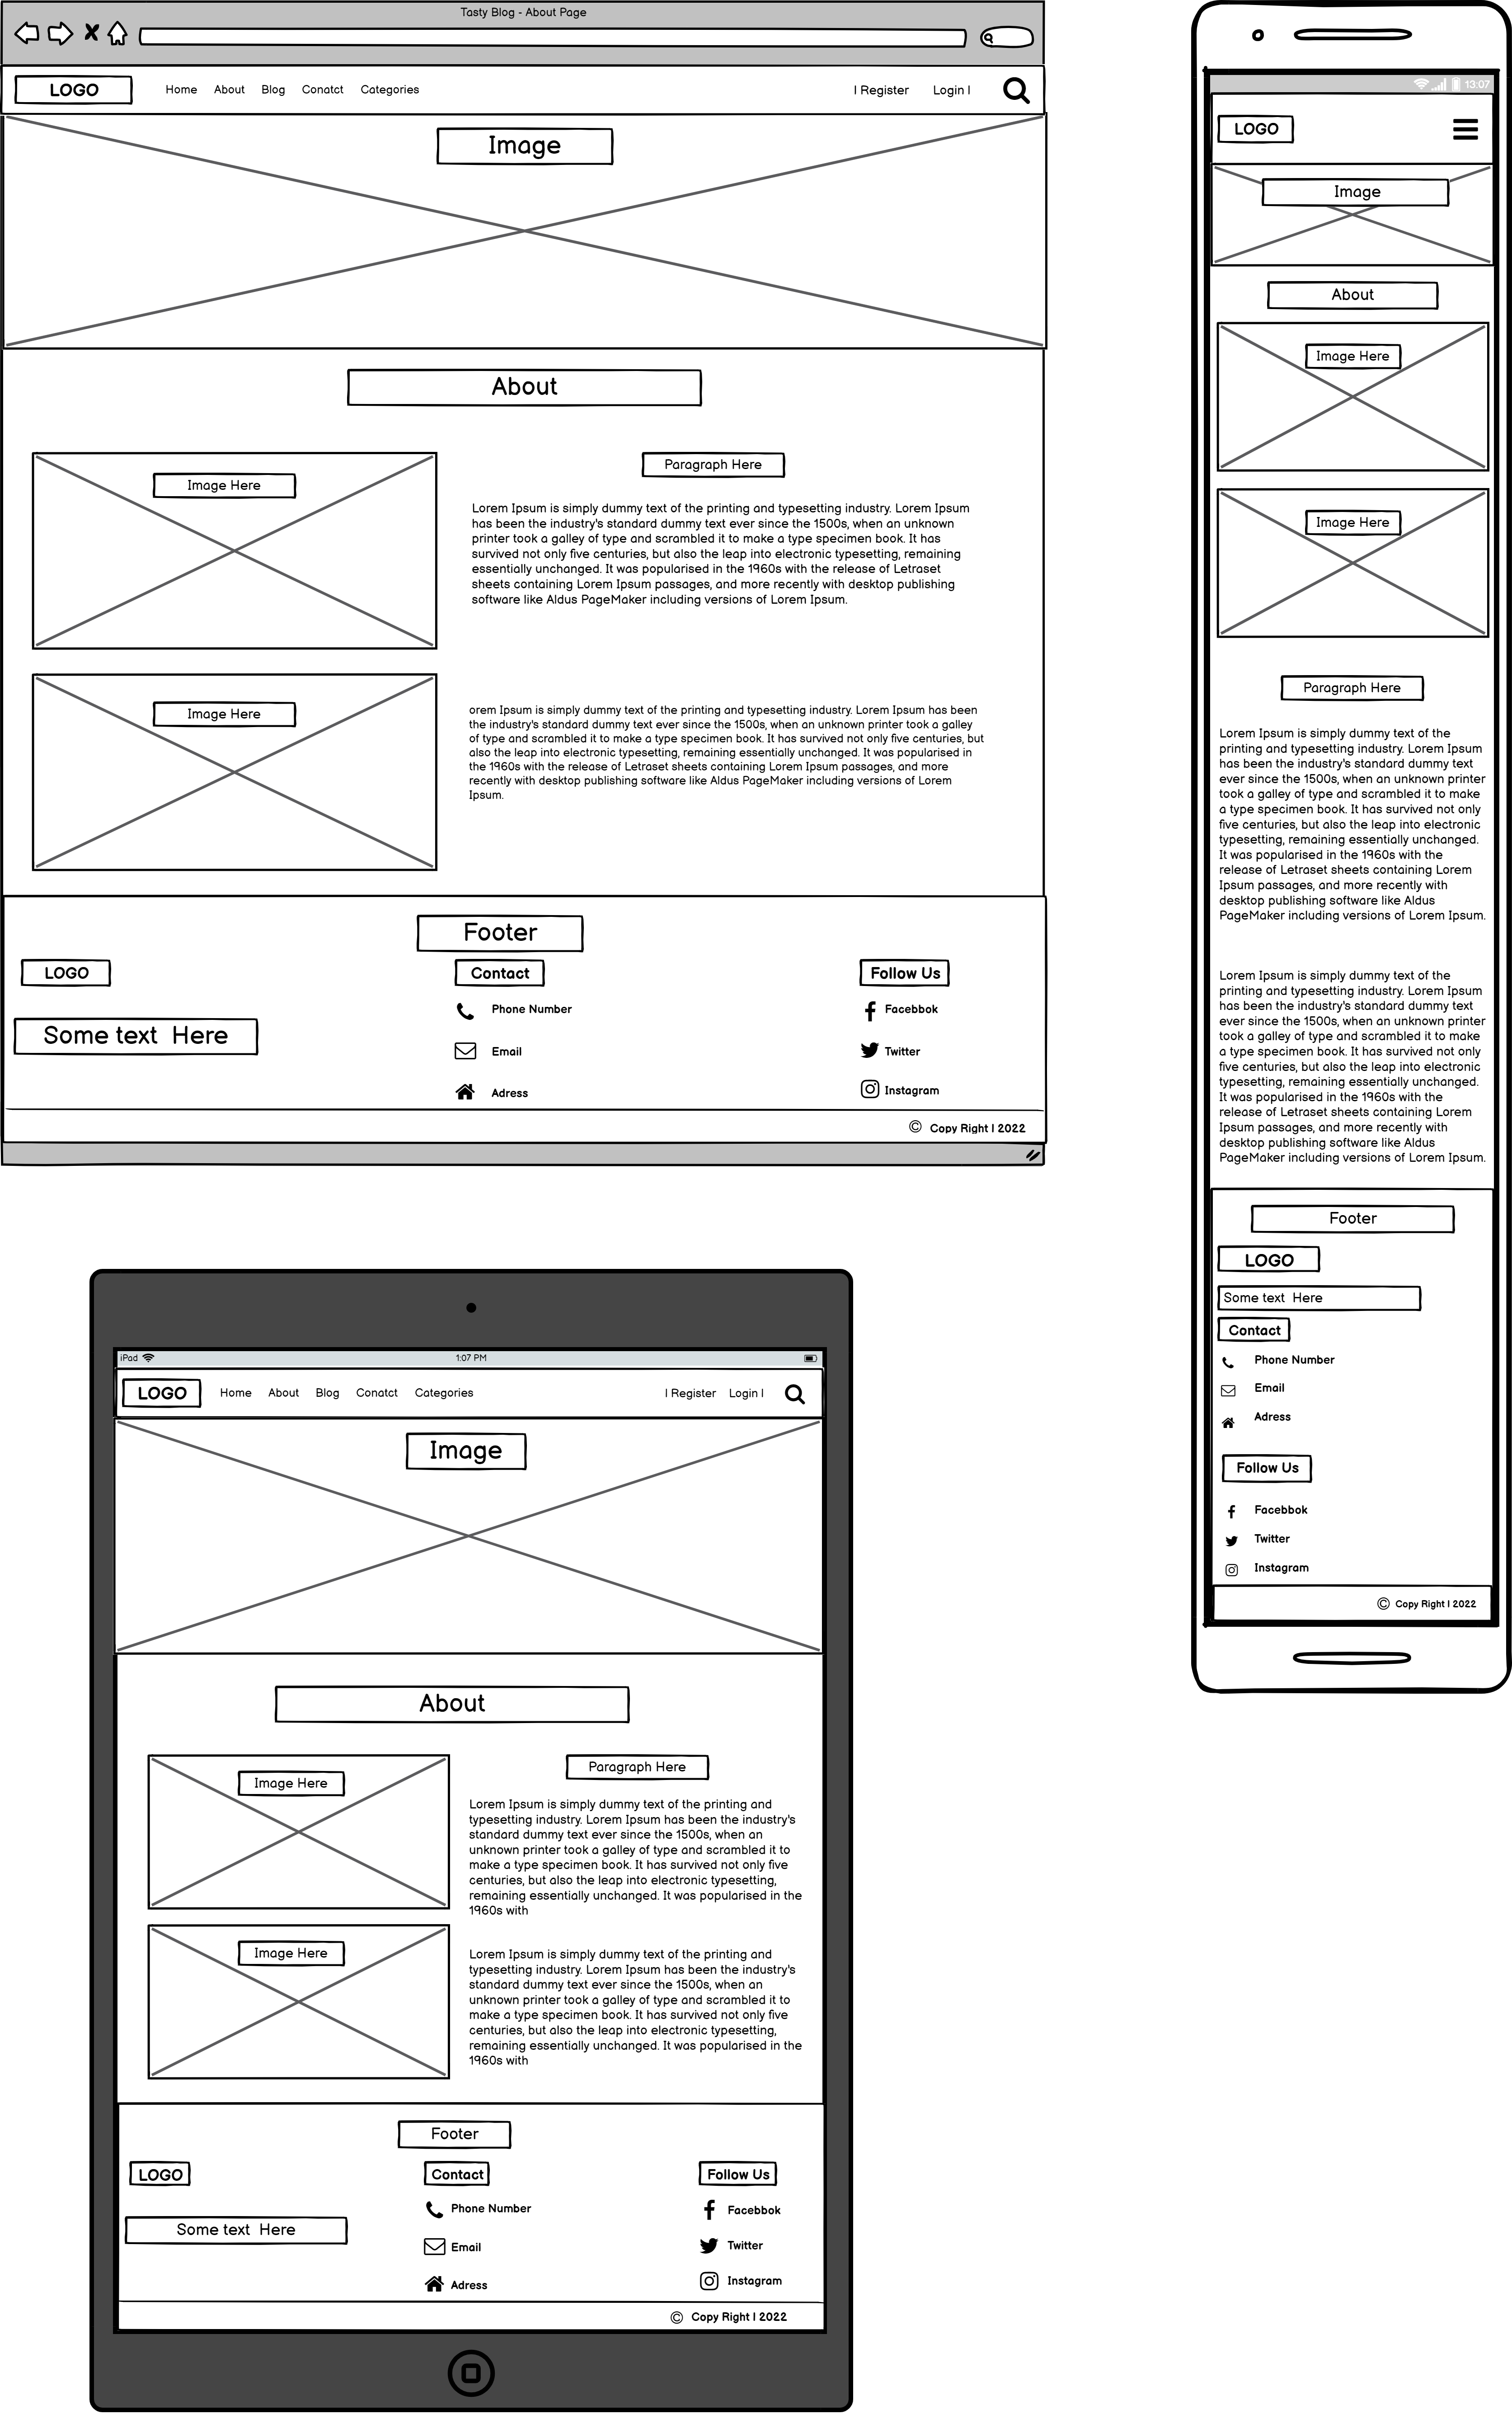 Tasty Blog - About Page
LOGO Home About Blog Conatct Categories | Register Login |
Image
About
Image Here
Paragraph Here
Lorem Ipsum is simply dummy text of the printing and typesetting industry. Lorem Ipsum
has been the industry's standard dummy text ever since the 1500s, when an unknown
printer took a galley of type and scrambled it to make a type specimen book. It has
survived not only five centuries, but also the leap into electronic typesetting, remaining
essentially unchanged. It was popularised in the 1960s with the release of Letraset
sheets containing Lorem Ipsum passages, and more recently with desktop publishing
software like Aldus PageMaker including versions of Lorem Ipsum.
Image Here
orem Ipsum is simply dummy text of the printing and typesetting industry. Lorem Ipsum has been
the industry's standard dummy text ever since the 1500s, when an unknown printer took a galley
of type and scrambled it to make a type specimen book. It has survived not only five centuries, but
also the leap into electronic typesetting, remaining essentially unchanged. It was popularised in
the 1960s with the release of Letraset sheets containing Lorem Ipsum passages, and more
recently with desktop publishing software like Aldus PageMaker including versions of Lorem
Ipsum.
Footer
LOGO
Some text Here
Contact
Phone Number
Email
Adress
Follow Us
Facebbok
Twitter
Instagram
© Copy Right | 2022
13:07
LOGO
Image
About
Image Here
Image Here
Paragraph Here
Lorem Ipsum is simply dummy text of the
printing and typesetting industry. Lorem Ipsum
has been the industry's standard dummy text
ever since the 1500s, when an unknown printer
took a galley of type and scrambled it to make
a type specimen book. It has survived not only
five centuries, but also the leap into electronic
typesetting, remaining essentially unchanged.
It was popularised in the 1960s with the
release of Letraset sheets containing Lorem
Ipsum passages, and more recently with
desktop publishing software like Aldus
PageMaker including versions of Lorem Ipsum.
Lorem Ipsum is simply dummy text of the
printing and typesetting industry. Lorem Ipsum
has been the industry's standard dummy text
ever since the 1500s, when an unknown printer
took a galley of type and scrambled it to make
a type specimen book. It has survived not only
five centuries, but also the leap into electronic
typesetting, remaining essentially unchanged.
It was popularised in the 1960s with the
release of Letraset sheets containing Lorem
Ipsum passages, and more recently with
desktop publishing software like Aldus
PageMaker including versions of Lorem Ipsum.
Footer
LOGO
Some text Here
Contact
Phone Number
Email
Adress
Follow Us
Facebbok
Twitter
Instagram
© Copy Right | 2022
iPad 1:07 PM
LOGO Home About Blog Conatct Categories | Register Login |
Image
About
Image Here
Paragraph Here
Lorem Ipsum is simply dummy text of the printing and
typesetting industry. Lorem Ipsum has been the industry's
standard dummy text ever since the 1500s, when an
unknown printer took a galley of type and scrambled it to
make a type specimen book. It has survived not only five
centuries, but also the leap into electronic typesetting,
remaining essentially unchanged. It was popularised in the
1960s with
Image Here
Lorem Ipsum is simply dummy text of the printing and
typesetting industry. Lorem Ipsum has been the industry's
standard dummy text ever since the 1500s, when an
unknown printer took a galley of type and scrambled it to
make a type specimen book. It has survived not only five
centuries, but also the leap into electronic typesetting,
remaining essentially unchanged. It was popularised in the
1960s with
Footer
LOGO
Some text Here
Contact
Phone Number
Email
Adress
Follow Us
Facebbok
Twitter
Instagram
© Copy Right | 2022